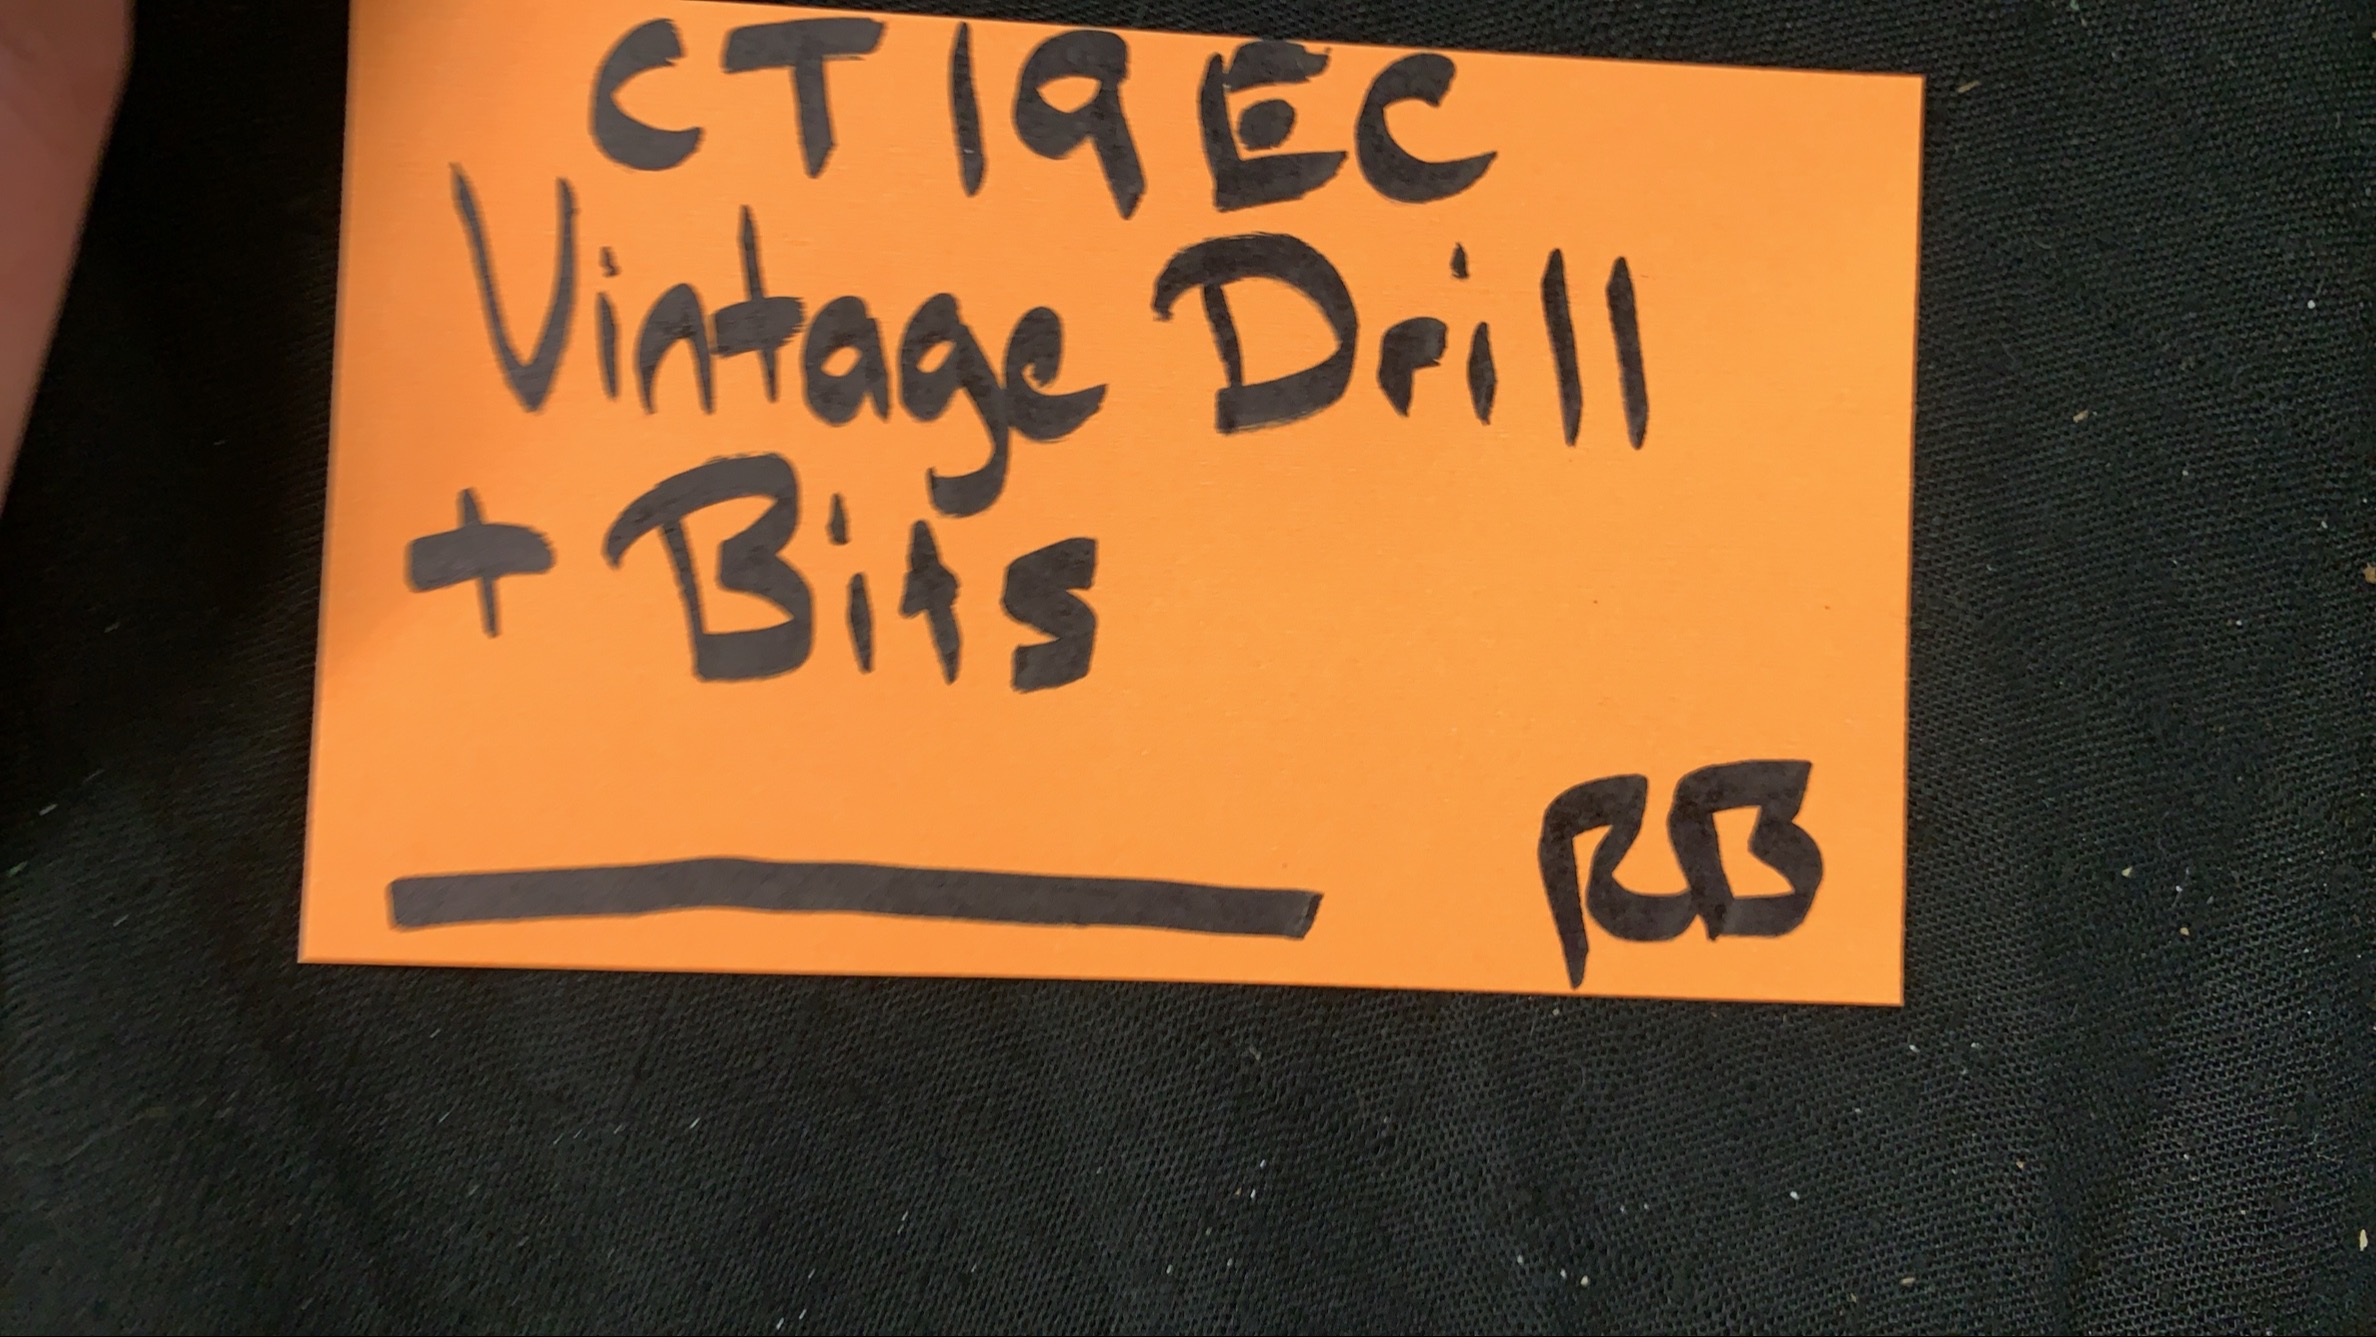 CT19EC
Vintage Drill
+ Bits
RB